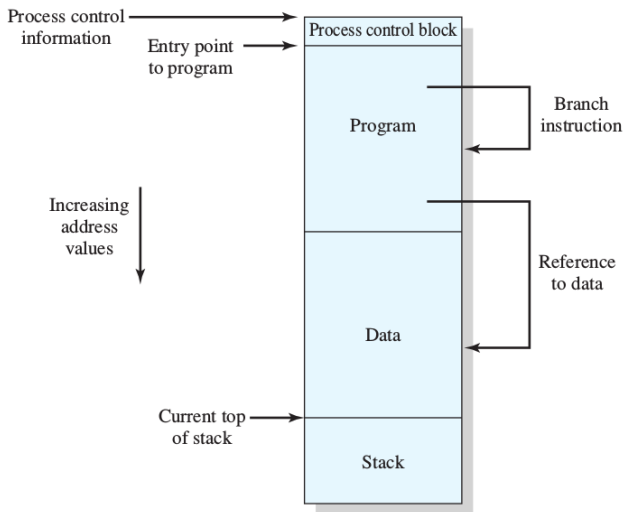 Process control
information
Process control block
Entry point
to program
Program
Branch
instruction
Increasing
address
values
Reference
to data
Data
Current top
of stack
Stack